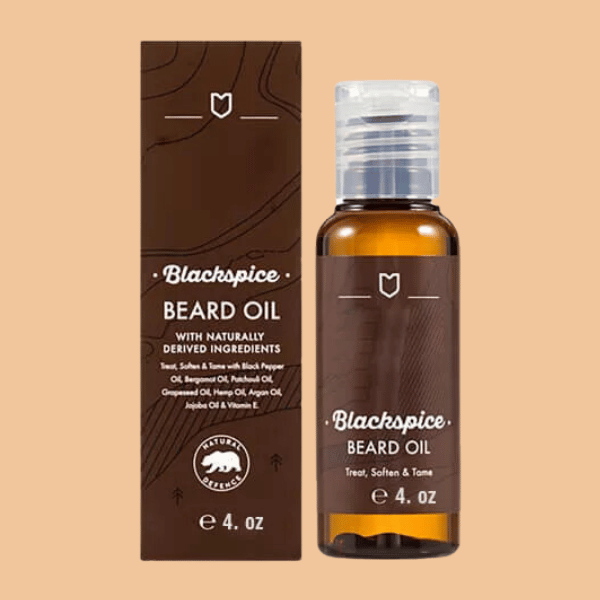 · Blackspice ·
BEARD OIL
WITH NATURALLY
DERIVED INGREDIENTS
Treat, Soften & Tame with Black Pepper
Oil, Bergamot Oil, Patchouli Oil,
Grapeseed Oil, Hemp Oil, Argan Oil,
Jojoba Oil & Vitamin E.
NATURAL
DEFENCE
℮ 4. oz
· Blackspice ·
BEARD OIL
Treat, Soften & Tame
℮ 4. oz